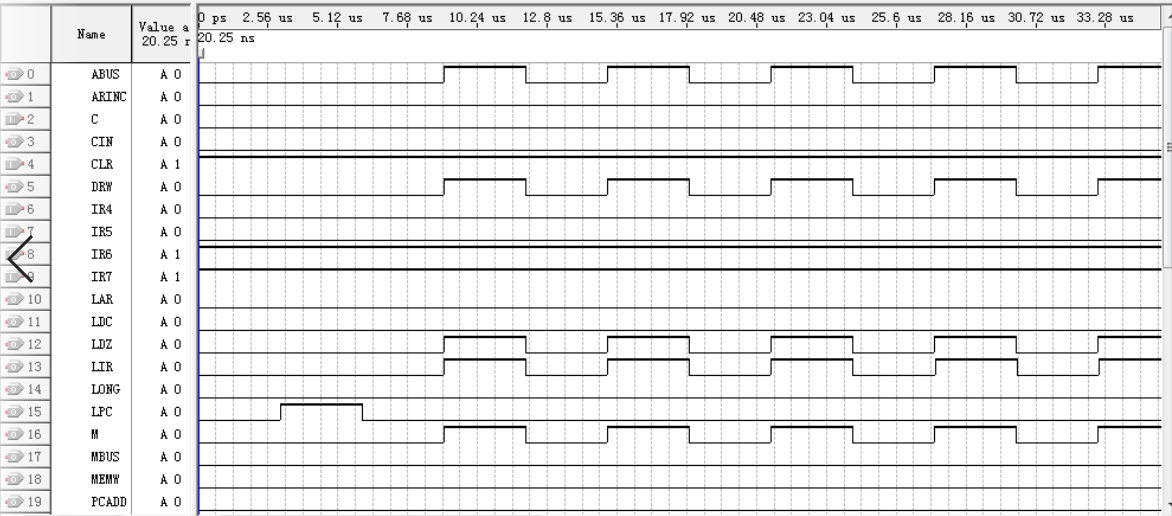 Name
Value a
20.25 r
0 ps 2.56 us 5.12 us 7.68 us 10.24 us 12.8 us 15.36 us 17.92 us 20.48 us 23.04 us 25.6 us 28.16 us 30.72 us 33.28 us
20.25 ns
0 ABUS A 0
1 ARINC A 0
2 C A 0
3 CIN A 0
4 CLR A 1
5 DRW A 0
6 IR4 A 0
7 IR5 A 0
8 IR6 A 1
9 IR7 A 1
10 LAR A 0
11 LDC A 0
12 LDZ A 0
13 LIR A 0
14 LONG A 0
15 LPC A 0
16 M A 0
17 MBUS A 0
18 MEMW A 0
19 PCADD A 0